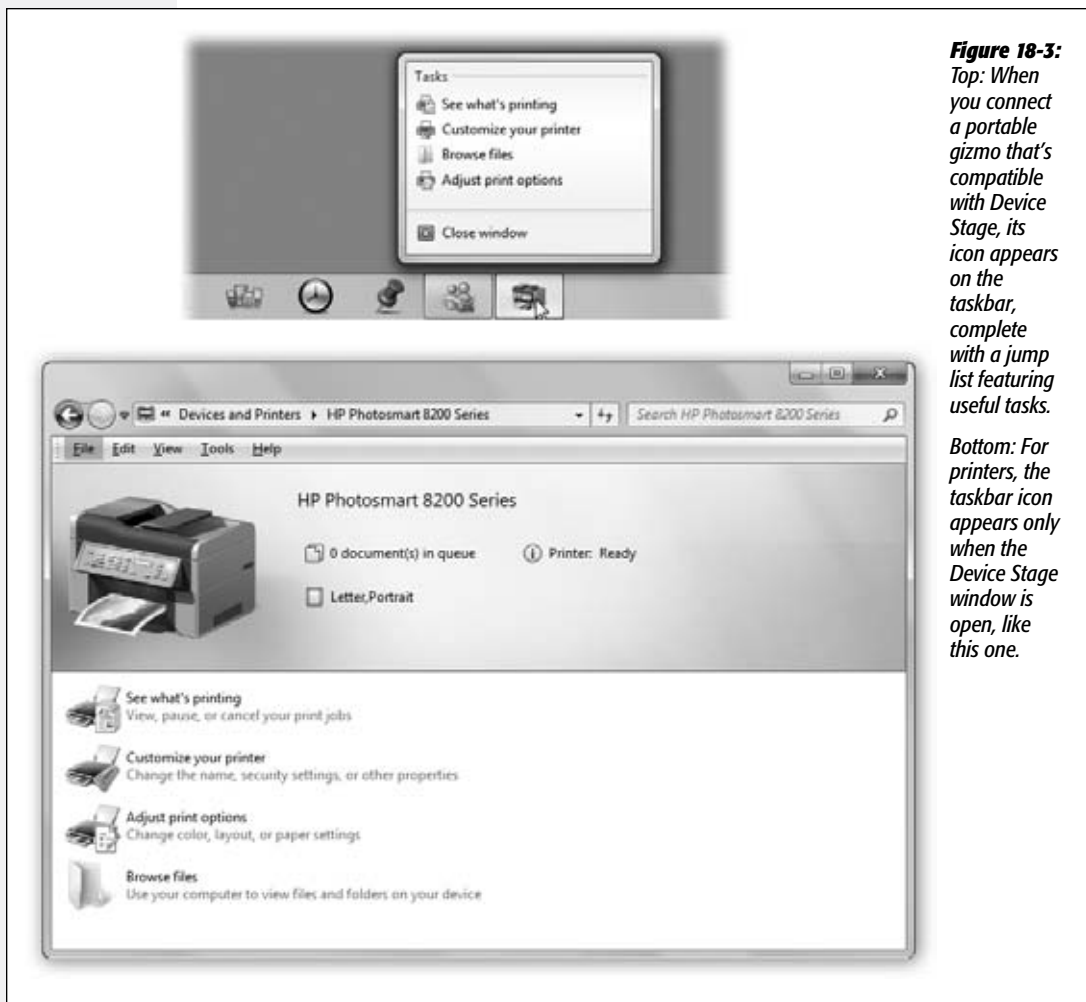 Tasks
See what's printing
Customize your printer
Browse files
Adjust print options
Close window
Figure 18-3:
Top: When
you connect
a portable
gizmo that's
compatible
with Device
Stage, its
icon appears
on the
taskbar,
complete
with a jump
list featuring
useful tasks.
« Devices and Printers HP Photosmart 8200 Series
Search HP Photosmart 8200 Series
File Edit View Tools Help
HP Photosmart 8200 Series
0 document(s) in queue
Printer: Ready
Letter,Portrait
See what's printing
View, pause, or cancel your print jobs
Customize your printer
Change the name, security settings, or other properties
Adjust print options
Change color, layout, or paper settings
Browse files
Use your computer to view files and folders on your device
Bottom: For
printers, the
taskbar icon
appears only
when the
Device Stage
window is
open, like
this one.